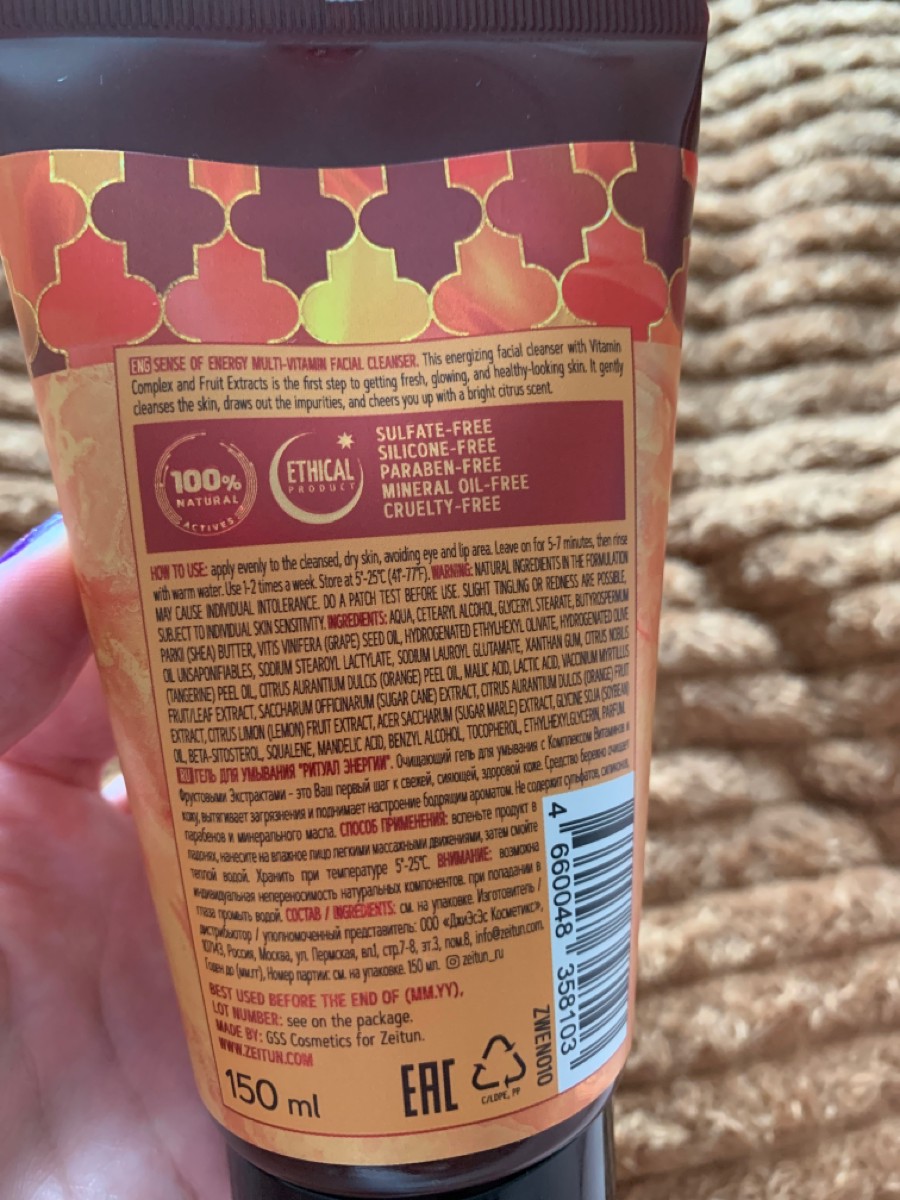 ENG SENSE OF ENERGY MULTI-VITAMIN FACIAL CLEANSER. This energizing facial cleanser with Vitamin
Complex and Fruit Extracts is the first step to getting fresh, glowing, and healthy-looking skin. It gently
cleanses the skin, draws out the impurities, and cheers you up with a bright citrus scent.
100%
NATURAL
ACTIVES
ETHICAL
PRODUCT
SULFATE-FREE
SILICONE-FREE
PARABEN-FREE
MINERAL OIL-FREE
CRUELTY-FREE
HOW TO USE: apply evenly to the cleansed, dry skin, avoiding eye and lip area. Leave on for 5-7 minutes, then rinse
with warm water. Use 1-2 times a week. Store at 5°-25°C (41°-77°F). WARNING: NATURAL INGREDIENTS IN THE FORMULATION
MAY CAUSE INDIVIDUAL INTOLERANCE. DO A PATCH TEST BEFORE USE. SLIGHT TINGLING OR REDNESS ARE POSSIBLE,
SUBJECT TO INDIVIDUAL SKIN SENSITIVITY. INGREDIENTS: AQUA, CETEARYL ALCOHOL, GLYCERYL STEARATE, BUTYROSPERMUM
PARKII (SHEA) BUTTER, VITIS VINIFERA (GRAPE) SEED OIL, HYDROGENATED ETHYLHEXYL OLIVATE, HYDROGENATED OLIVE
OIL UNSAPONIFIABLES, SODIUM STEAROYL LACTYLATE, SODIUM LAUROYL GLUTAMATE, XANTHAN GUM, CITRUS NOBILIS
(TANGERINE) PEEL OIL, CITRUS AURANTIUM DULCIS (ORANGE) PEEL OIL, MALIC ACID, LACTIC ACID, VACCINIUM MYRTILLUS
FRUIT/LEAF EXTRACT, SACCHARUM OFFICINARUM (SUGAR CANE) EXTRACT, CITRUS AURANTIUM DULCIS (ORANGE) FRUIT
EXTRACT, CITRUS LIMON (LEMON) FRUIT EXTRACT, ACER SACCHARUM (SUGAR MARLE) EXTRACT, GLYCINE SOJA (SOYBEAN)
OIL, BETA-SITOSTEROL, SQUALENE, MANDELIC ACID, BENZYL ALCOHOL, TOCOPHEROL, ETHYLHEXYLGLYCERIN, PARFUM.
ГЕЛЬ ДЛЯ УМЫВАНИЯ "РИТУАЛ ЭНЕРГИИ". Очищающий гель для умывания с Комплексом Витаминов и
Фруктовыми Экстрактами - это Ваш первый шаг к свежей, сияющей, здоровой коже. Средство бережно очищает
кожу, вытягивает загрязнения и поднимает настроение бодрящим ароматом. Не содержит сульфатов, силиконов,
парабенов и минерального масла. СПОСОБ ПРИМЕНЕНИЯ: вспеньте продукт в
ладонях, нанесите на влажное лицо легкими массажными движениями, затем смойте
теплой водой. Хранить при температуре 5°-25°C. ВНИМАНИЕ: возможна
индивидуальная непереносимость натуральных компонентов. при попадании в
глаза промыть водой. СОСТАВ / INGREDIENTS: см. на упаковке. Изготовитель /
дистрибьютор / уполномоченный представитель: ООО «ДжиЭсЭс Косметикс»,
107143, Россия, Москва, ул. Пермская, вл.1, стр.7-8, эт.3, пом.8, info@zeitun.com.
Годен до (мм.гг), Номер партии: см. на упаковке. 150 мл. zeitun_ru
BEST USED BEFORE THE END OF (MM.YY),
LOT NUMBER: see on the package.
MADE BY: GSS Cosmetics for Zeitun.
WWW.ZEITUN.COM
150 ml
EAC
C/LDPE, PP
ZWEN010
4 660048 358103